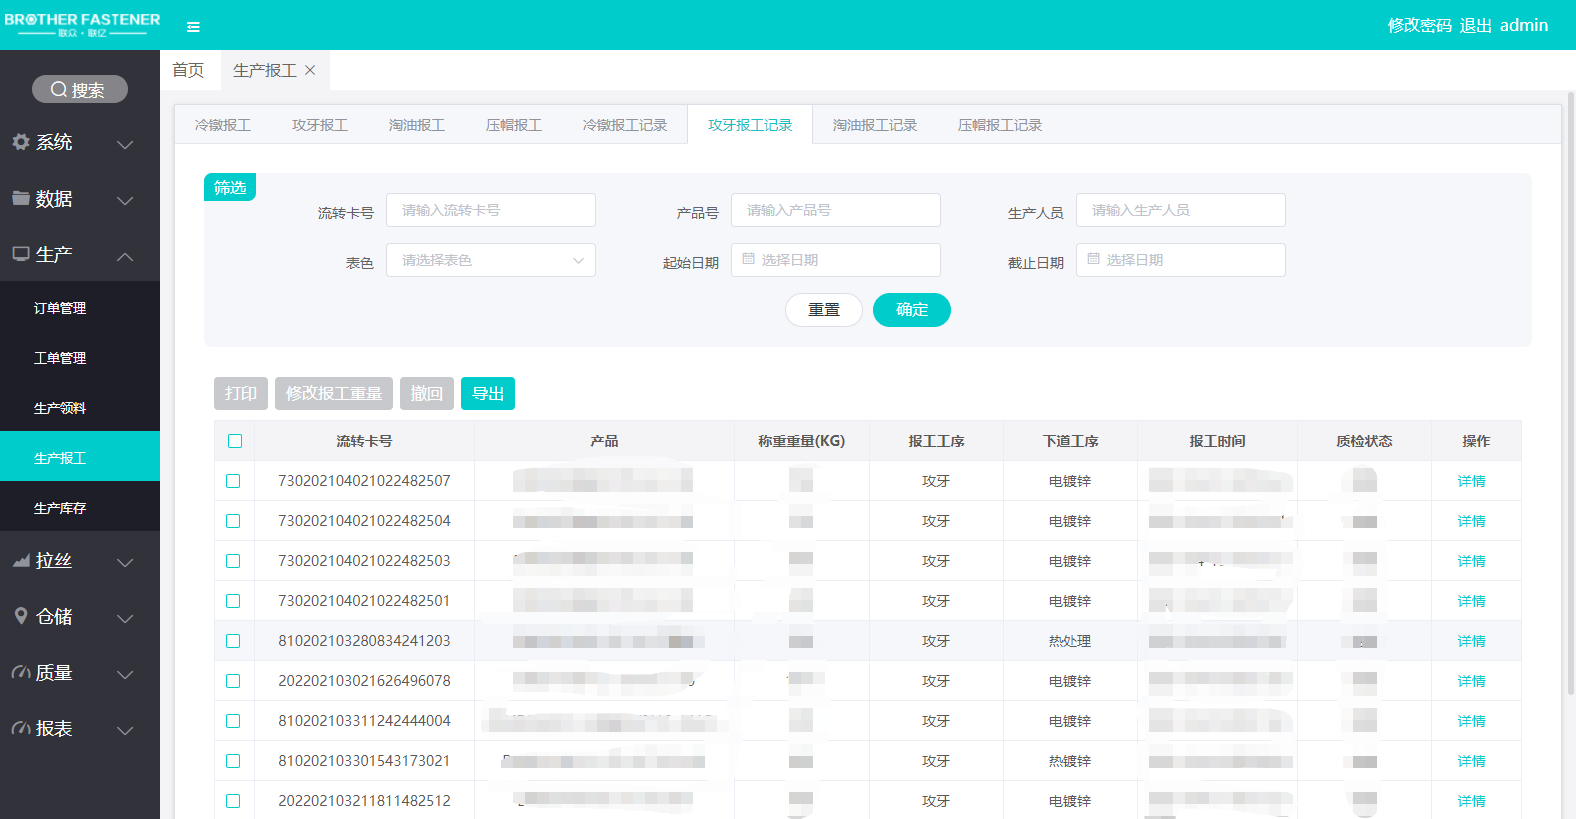 BROTHER FASTENER
联众·联亿
修改密码 退出 admin
搜索
系统
数据
生产
订单管理
工单管理
生产领料
生产报工
生产库存
拉丝
仓储
质量
报表
首页 生产报工
冷镦报工 攻牙报工 淘油报工 压帽报工 冷镦报工记录 攻牙报工记录 淘油报工记录 压帽报工记录
筛选
流转卡号 请输入流转卡号 产品号 请输入产品号 生产人员 请输入生产人员
表色 请选择表色 起始日期 选择日期 截止日期 选择日期
重置 确定
打印 修改报工重量 撤回 导出
流转卡号 产品 称重重量(KG) 报工工序 下道工序 报工时间 质检状态 操作
730202104021022482507 攻牙 电镀锌 详情
730202104021022482504 攻牙 电镀锌 详情
730202104021022482503 攻牙 电镀锌 详情
730202104021022482501 攻牙 电镀锌 详情
810202103280834241203 攻牙 热处理 详情
202202103021626496078 攻牙 电镀锌 详情
810202103311242444004 攻牙 电镀锌 详情
810202103301543173021 攻牙 热镀锌 详情
202202103211811482512 攻牙 电镀锌 详情